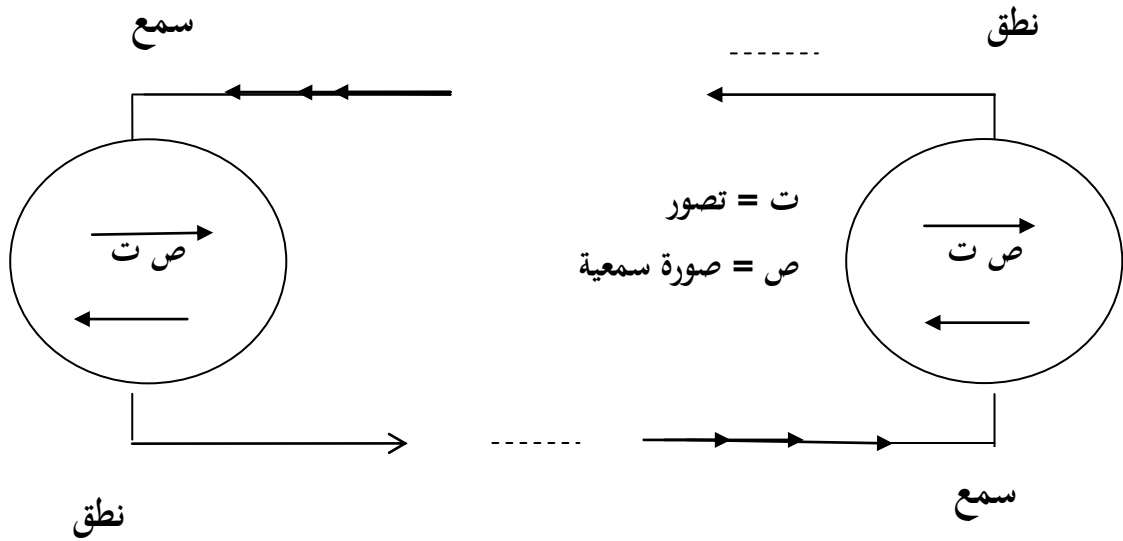 نطق
سمع
ت = تصور
ص = صورة سمعية
ص ت
ص ت
سمع
نطق